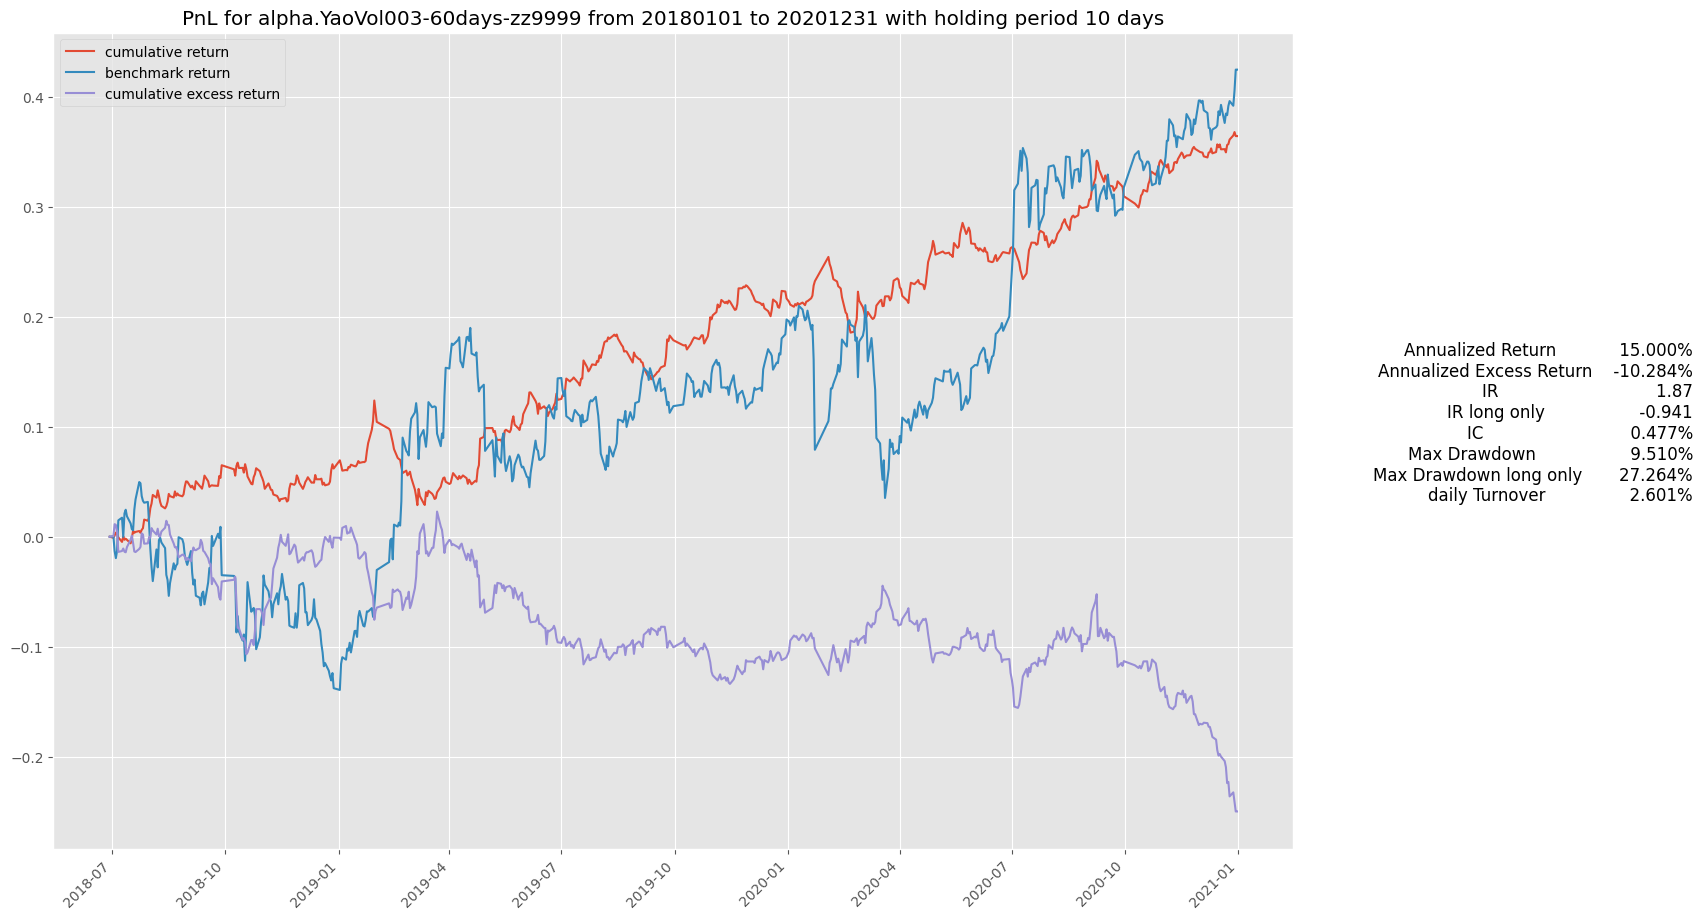 PnL for alpha.YaoVol003-60days-zz9999 from 20180101 to 20201231 with holding period 10 days
cumulative return
benchmark return
cumulative excess return
0.4
0.3
0.2
0.1
0.0
−0.1
−0.2
2018-07
2018-10
2019-01
2019-04
2019-07
2019-10
2020-01
2020-04
2020-07
2020-10
2021-01
Annualized Return 15.000%
Annualized Excess Return -10.284%
IR 1.87
IR long only -0.941
IC 0.477%
Max Drawdown 9.510%
Max Drawdown long only 27.264%
daily Turnover 2.601%